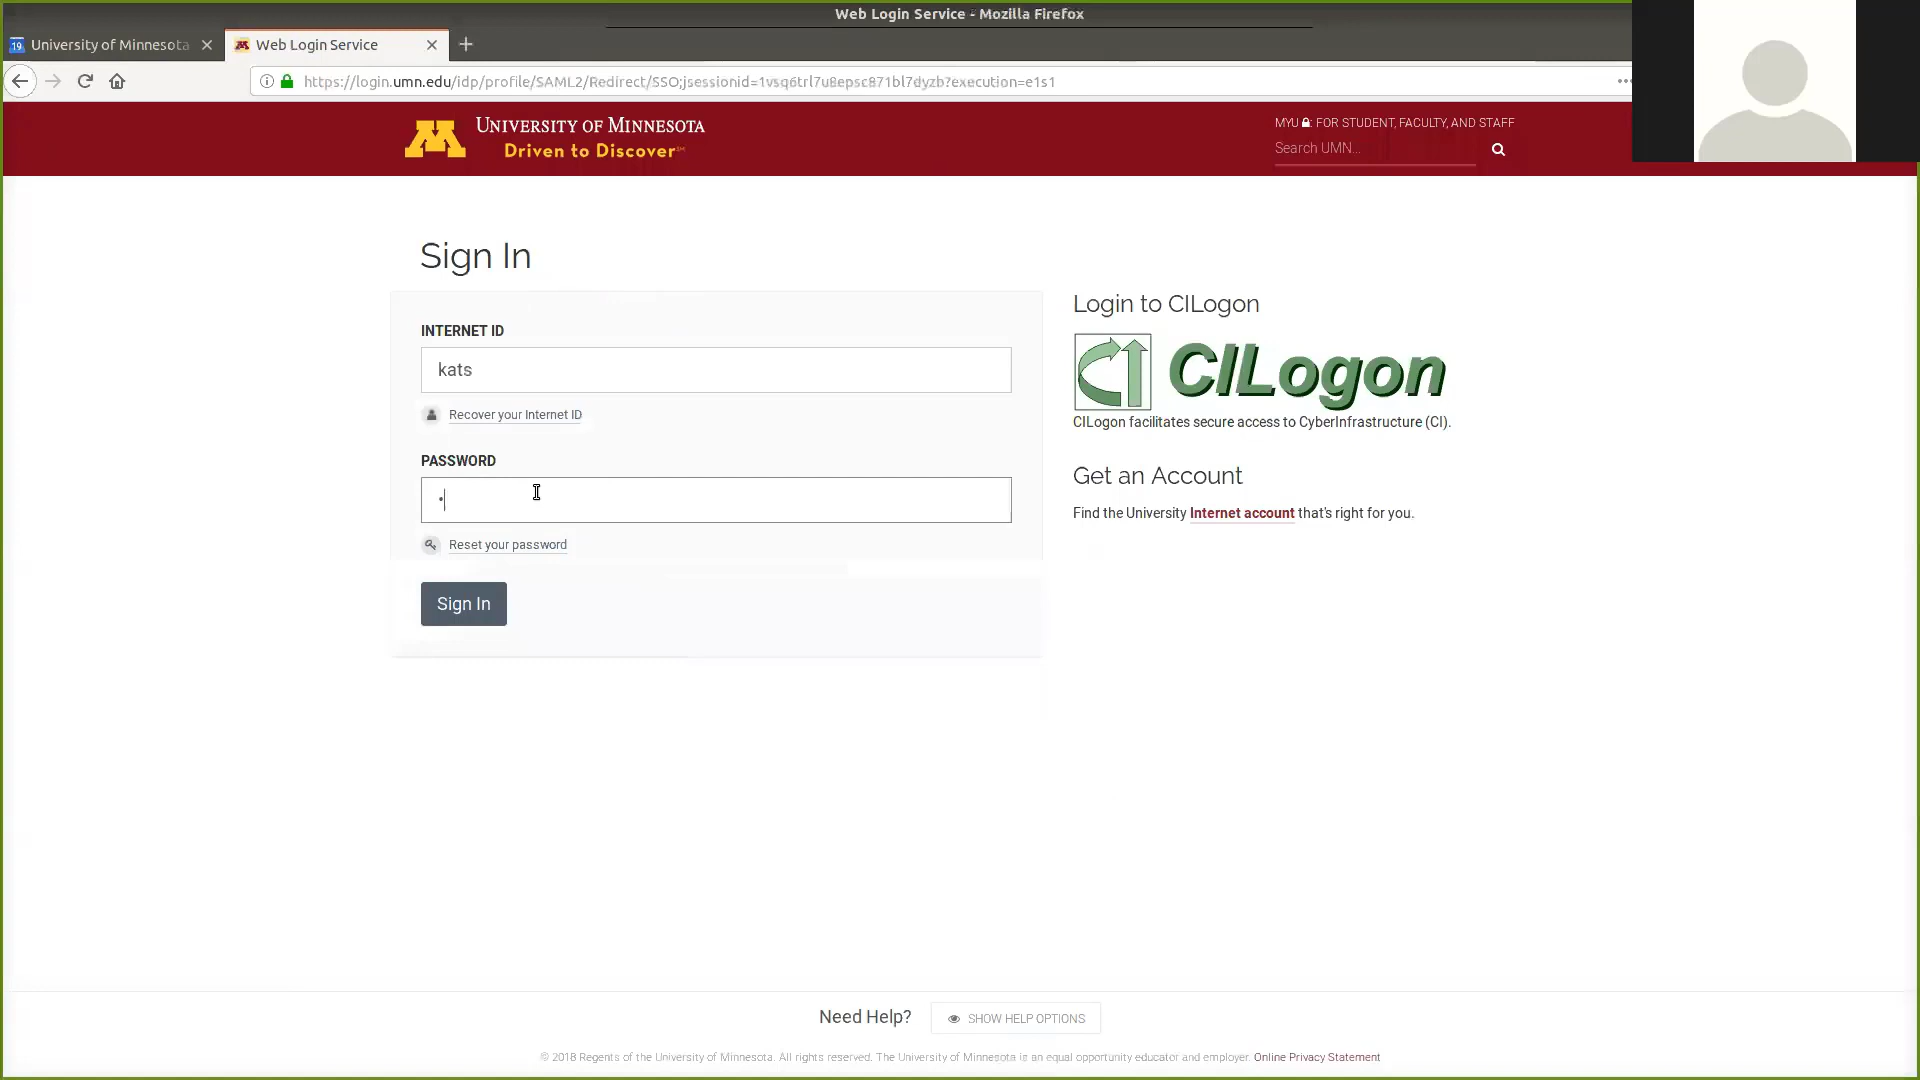 Web Login Service - Mozilla Firefox
19 University of Minnesota
Web Login Service
https://login.umn.edu/idp/profile/SAML2/Redirect/SSO;jsessionid=1vsq6trl7u8epsc871bl7dyzb?execution=e1s1
UNIVERSITY OF MINNESOTA
Driven to Discover℠
MYU : FOR STUDENT, FACULTY, AND STAFF
Search UMN...
Sign In
INTERNET ID
kats
Recover your Internet ID
PASSWORD
Reset your password
Sign In
Login to CILogon
CILogon
CILogon facilitates secure access to CyberInfrastructure (CI).
Get an Account
Find the University Internet account that's right for you.
Need Help?
SHOW HELP OPTIONS
© 2018 Regents of the University of Minnesota. All rights reserved. The University of Minnesota is an equal opportunity educator and employer. Online Privacy Statement